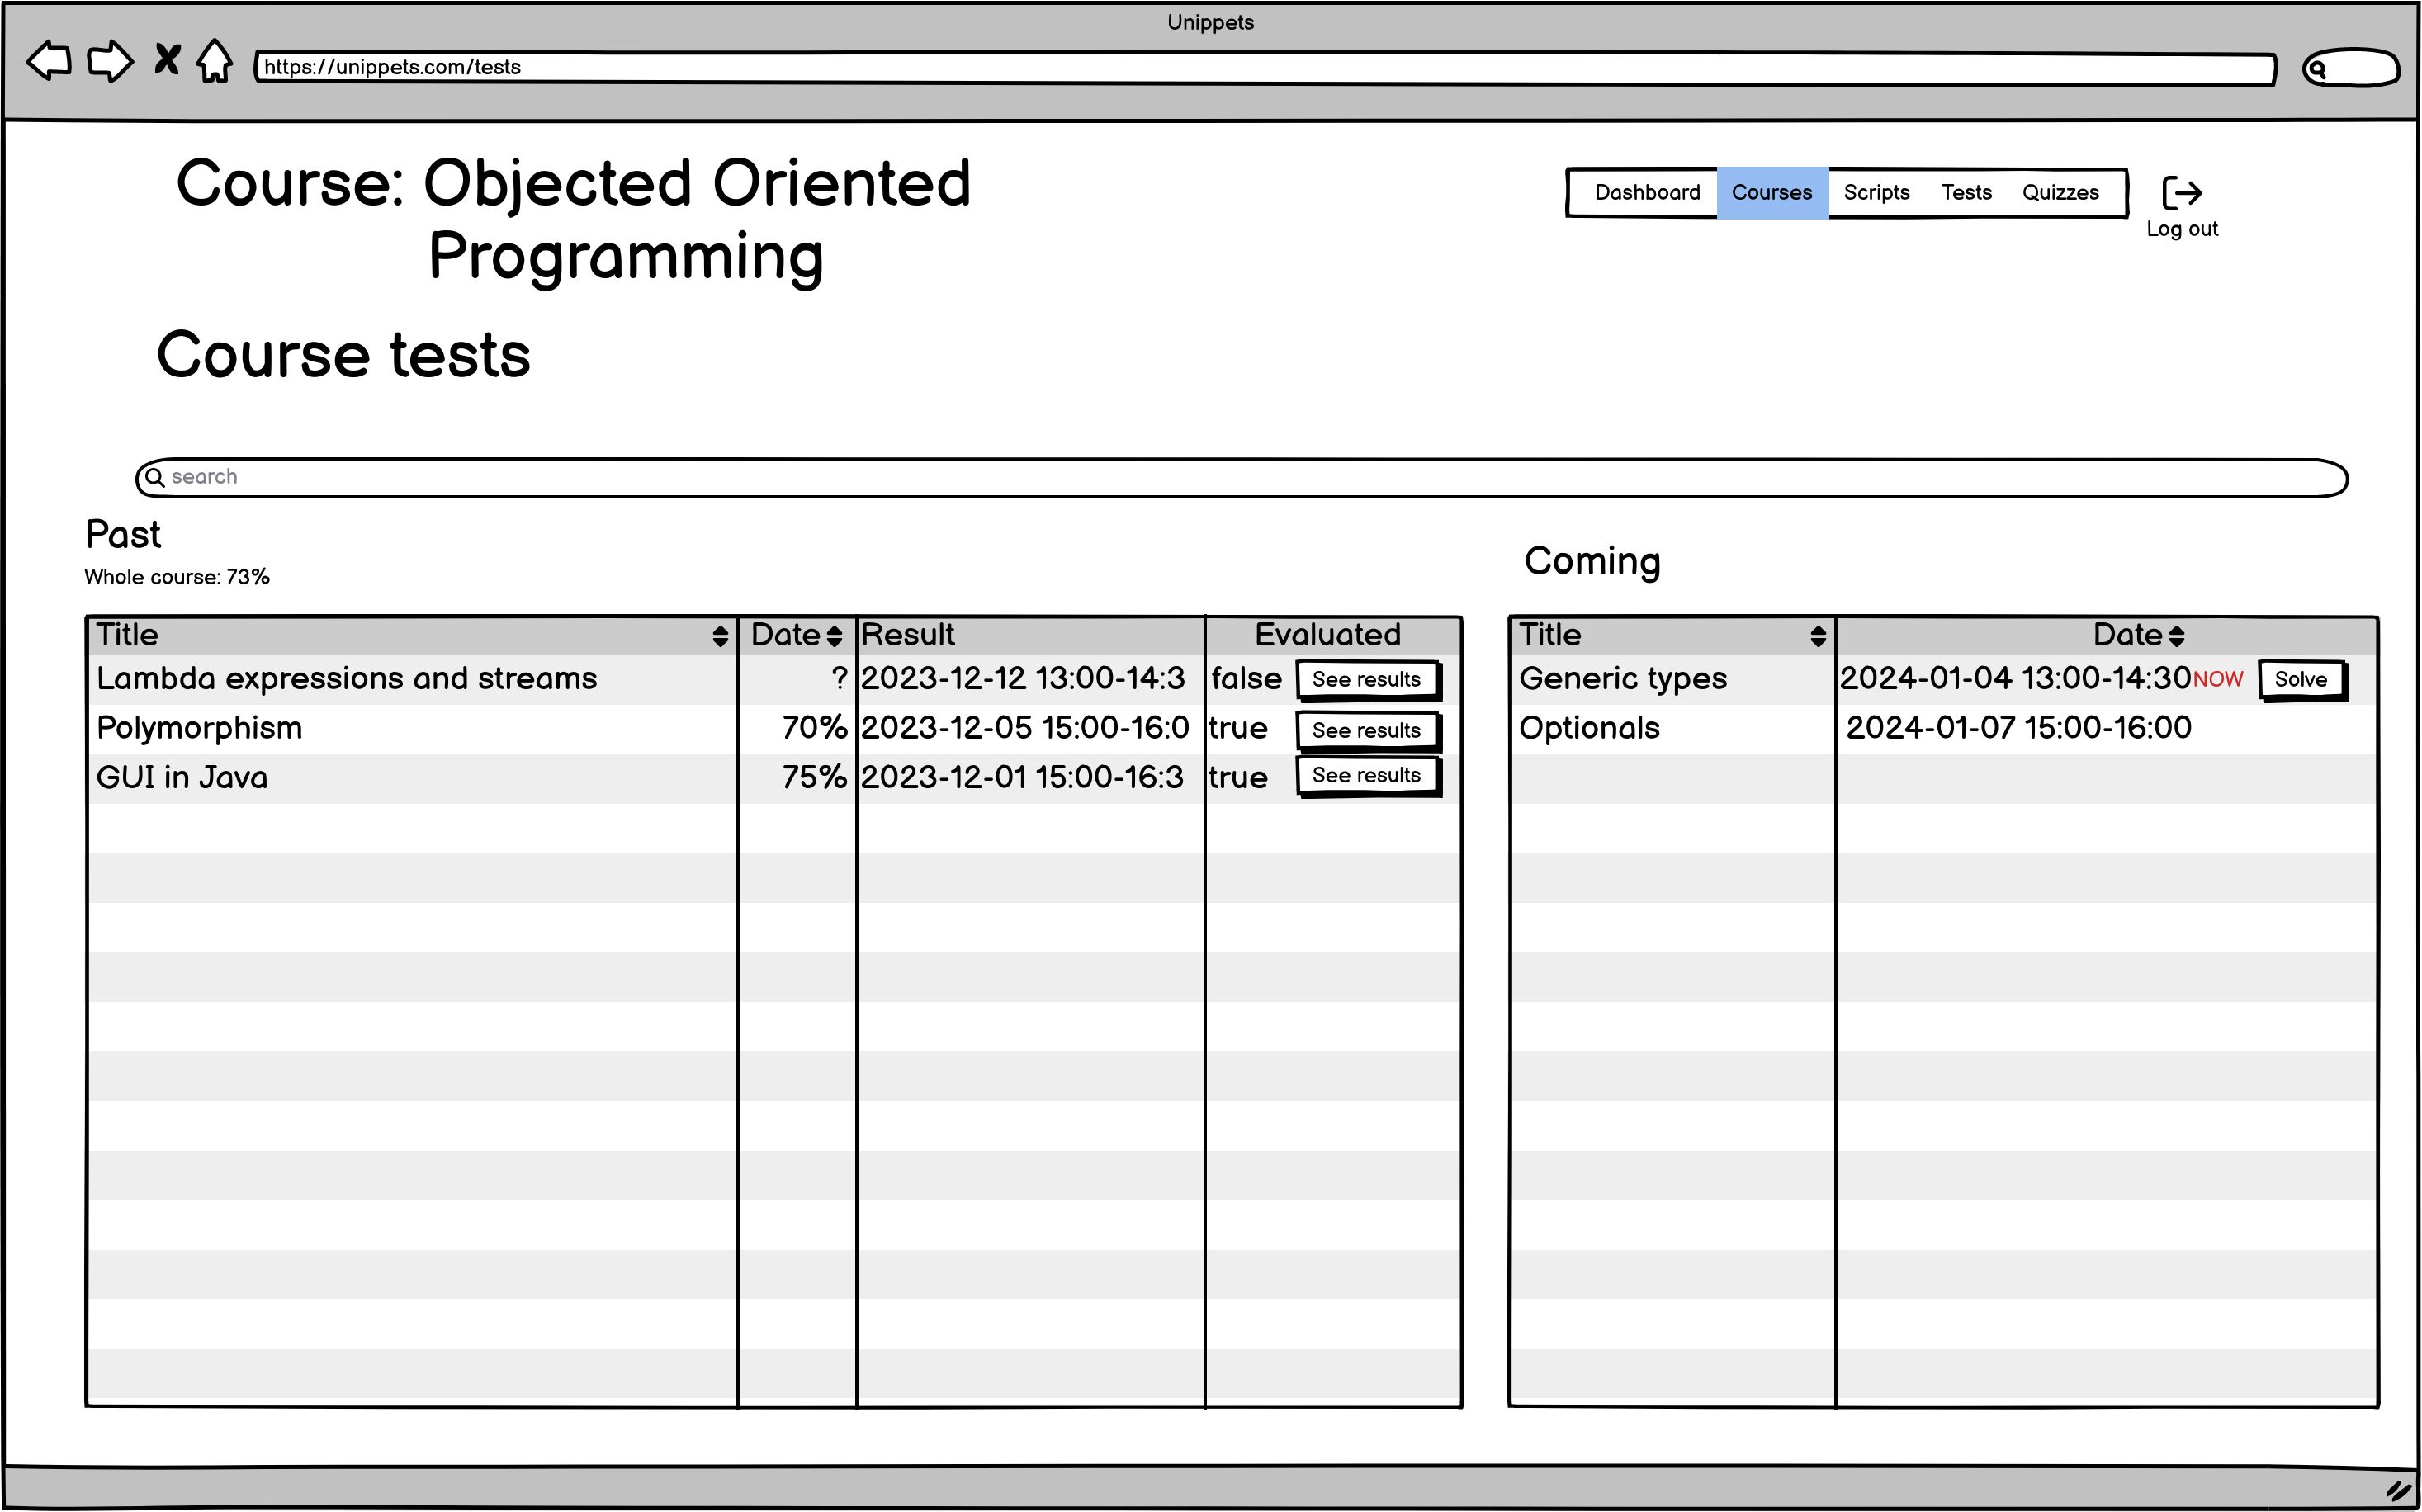 Unippets
https://unippets.com/tests
Course: Objected Oriented
Programming
Dashboard Courses Scripts Tests Quizzes
Log out
Course tests
search
Past
Whole course: 73%
Title Date Result Evaluated
Lambda expressions and streams ? 2023-12-12 13:00-14:3 false See results
Polymorphism 70% 2023-12-05 15:00-16:0 true See results
GUI in Java 75% 2023-12-01 15:00-16:3 true See results
Coming
Title Date
Generic types 2024-01-04 13:00-14:30 NOW Solve
Optionals 2024-01-07 15:00-16:00